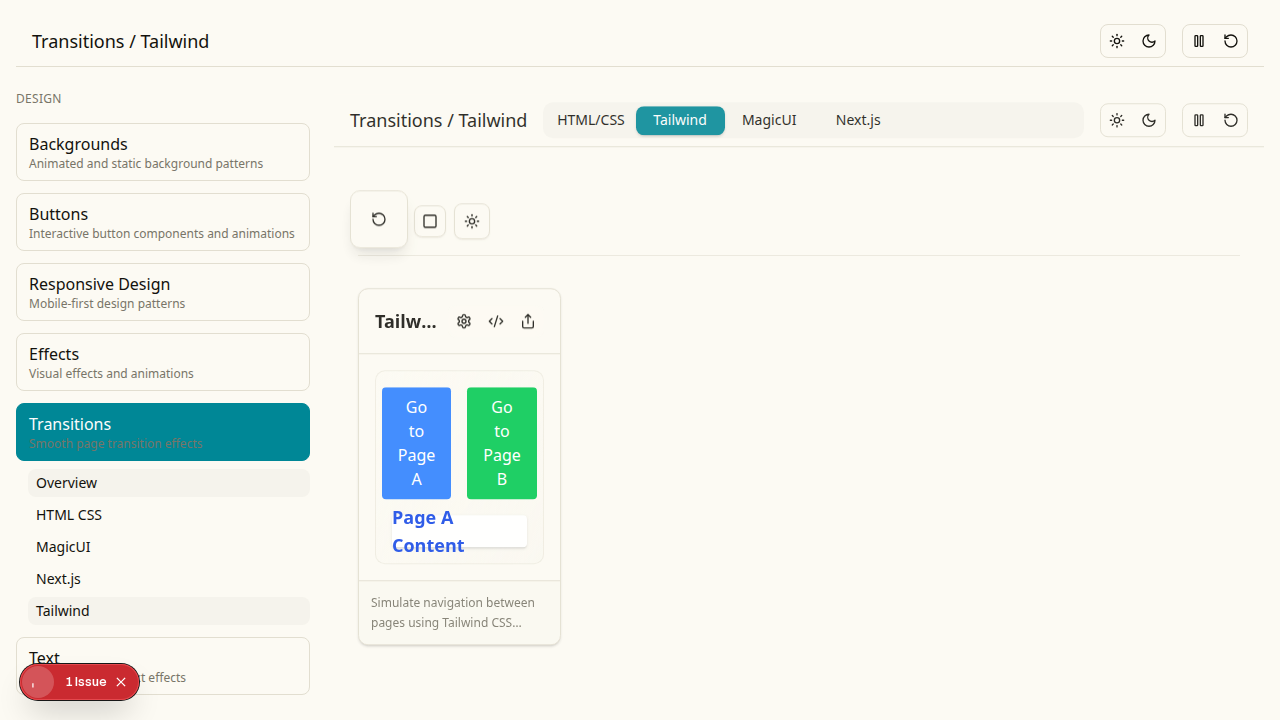 Transitions / Tailwind
DESIGN
Backgrounds
Animated and static background patterns
Buttons
Interactive button components and animations
Responsive Design
Mobile-first design patterns
Effects
Visual effects and animations
Transitions
Smooth page transition effects
Overview
HTML CSS
MagicUI
Next.js
Tailwind
Text
effects
1 Issue
Transitions / Tailwind
HTML/CSS
Tailwind
MagicUI
Next.js
Tailw...
Go
to
Page
A
Go
to
Page
B
Page A
Content
Simulate navigation between
pages using Tailwind CSS...